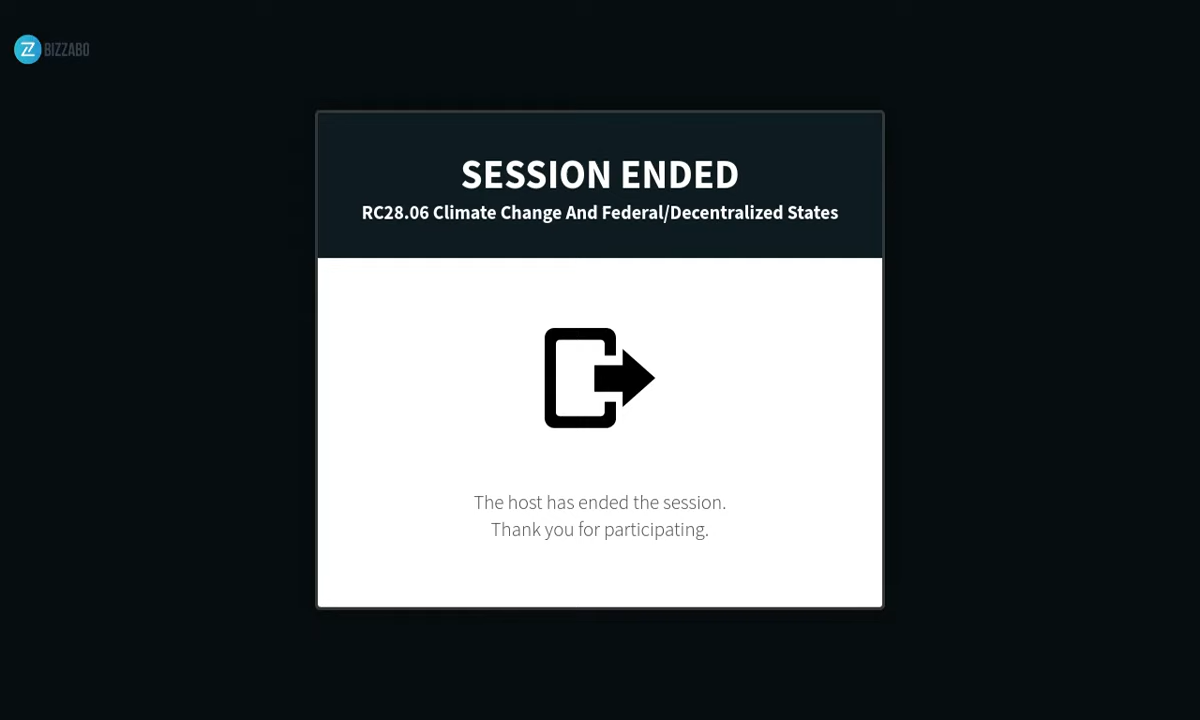 BIZZABO
SESSION ENDED
RC28.06 Climate Change And Federal/Decentralized States
The host has ended the session.
Thank you for participating.